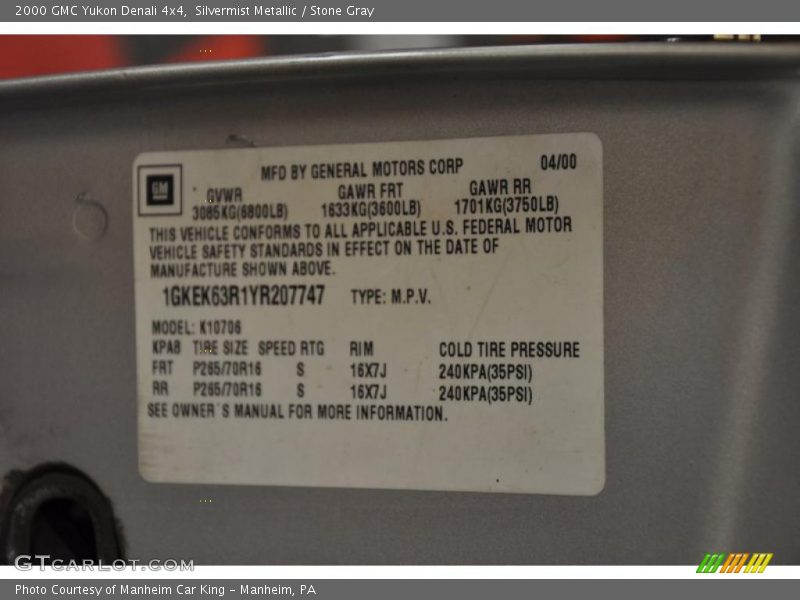 2000 GMC Yukon Denali 4x4, Silvermist Metallic / Stone Gray
MFD BY GENERAL MOTORS CORP 04/00
GM
GVWR GAWR FRT GAWR RR
3085KG(6800LB) 1633KG(3600LB) 1701KG(3750LB)
THIS VEHICLE CONFORMS TO ALL APPLICABLE U.S. FEDERAL MOTOR
VEHICLE SAFETY STANDARDS IN EFFECT ON THE DATE OF
MANUFACTURE SHOWN ABOVE.
1GKEK63R1YR207747 TYPE: M.P.V.
MODEL: K10706
KPAB TIRE SIZE SPEED RTG RIM COLD TIRE PRESSURE
FRT P265/70R16 S 16X7J 240KPA(35PSI)
RR P265/70R16 S 16X7J 240KPA(35PSI)
SEE OWNER'S MANUAL FOR MORE INFORMATION.
GTCARLOT.COM
Photo Courtesy of Manheim Car King - Manheim, PA